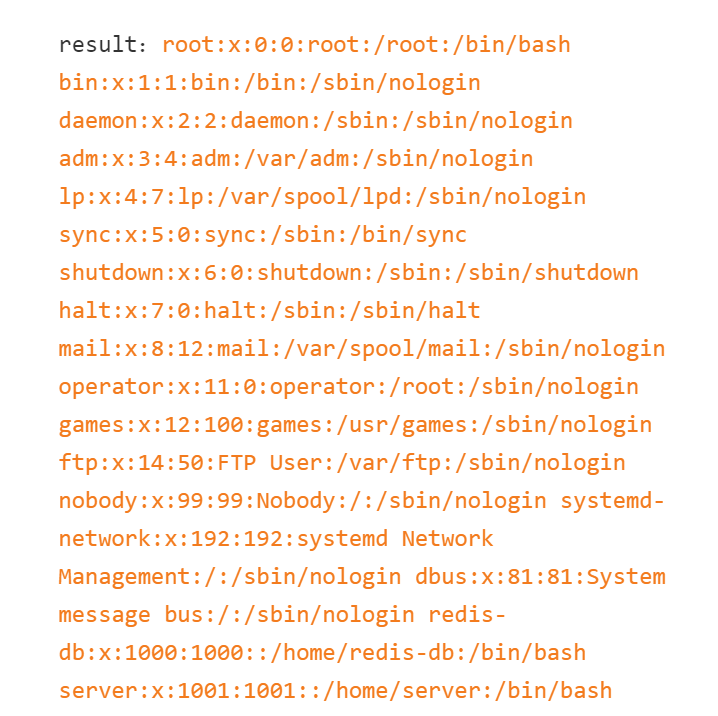 result: root:x:0:0:root:/root:/bin/bash
bin:x:1:1:bin:/bin:/sbin/nologin
daemon:x:2:2:daemon:/sbin:/sbin/nologin
adm:x:3:4:adm:/var/adm:/sbin/nologin
lp:x:4:7:lp:/var/spool/lpd:/sbin/nologin
sync:x:5:0:sync:/sbin:/bin/sync
shutdown:x:6:0:shutdown:/sbin:/sbin/shutdown
halt:x:7:0:halt:/sbin:/sbin/halt
mail:x:8:12:mail:/var/spool/mail:/sbin/nologin
operator:x:11:0:operator:/root:/sbin/nologin
games:x:12:100:games:/usr/games:/sbin/nologin
ftp:x:14:50:FTP User:/var/ftp:/sbin/nologin
nobody:x:99:99:Nobody:/:/sbin/nologin systemd-
network:x:192:192:systemd Network
Management:/:/sbin/nologin dbus:x:81:81:System
message bus:/:/sbin/nologin redis-
db:x:1000:1000::/home/redis-db:/bin/bash
server:x:1001:1001::/home/server:/bin/bash